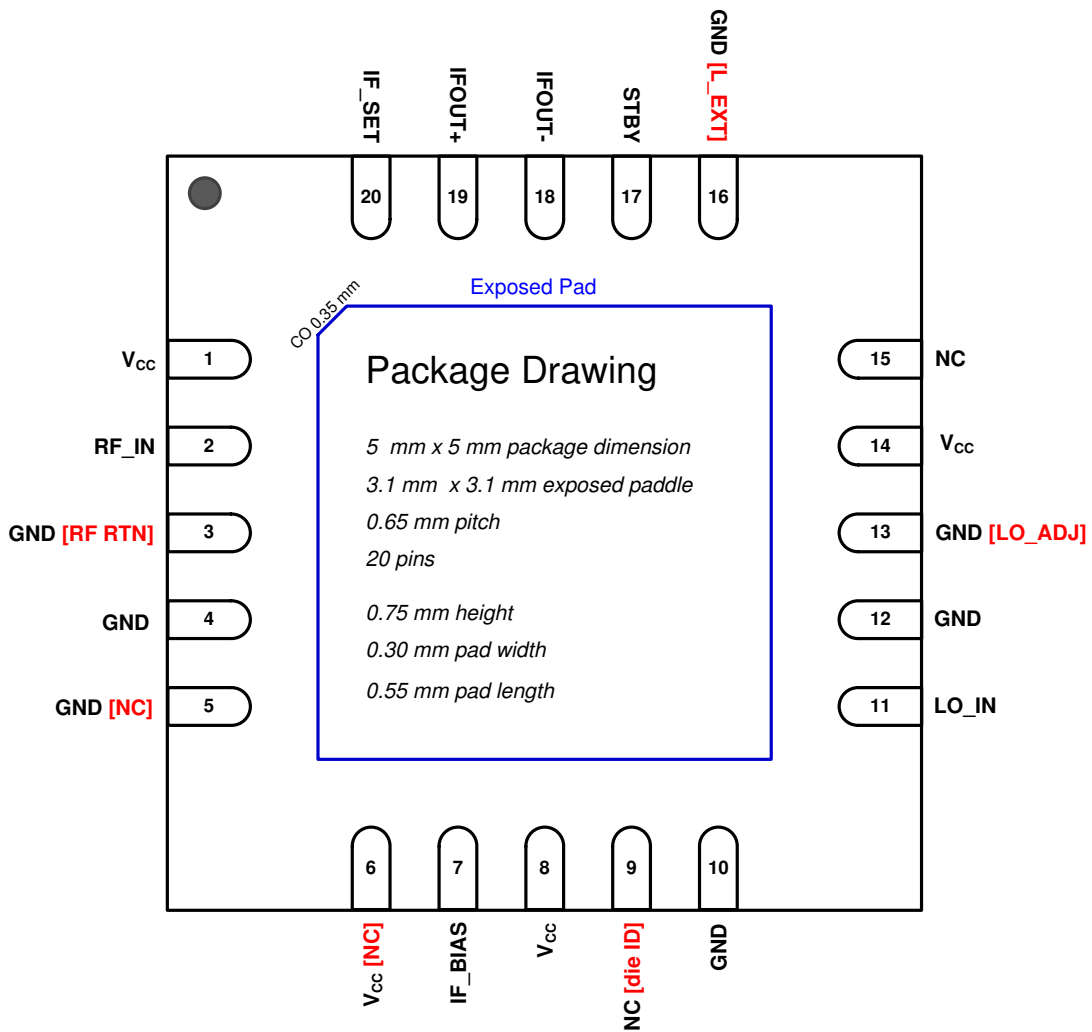 IF_SET
IFOUT+
IFOUT-
STBY
GND [L_EXT]
20
19
18
17
16
Exposed Pad
CO 0.35 mm
Package Drawing
5 mm x 5 mm package dimension
3.1 mm x 3.1 mm exposed paddle
0.65 mm pitch
20 pins
0.75 mm height
0.30 mm pad width
0.55 mm pad length
VCC 1
RF_IN 2
GND [RF RTN] 3
GND 4
GND [NC] 5
15 NC
14 VCC
13 GND [LO_ADJ]
12 GND
11 LO_IN
6
7
8
9
10
VCC [NC]
IF_BIAS
VCC
NC [die ID]
GND